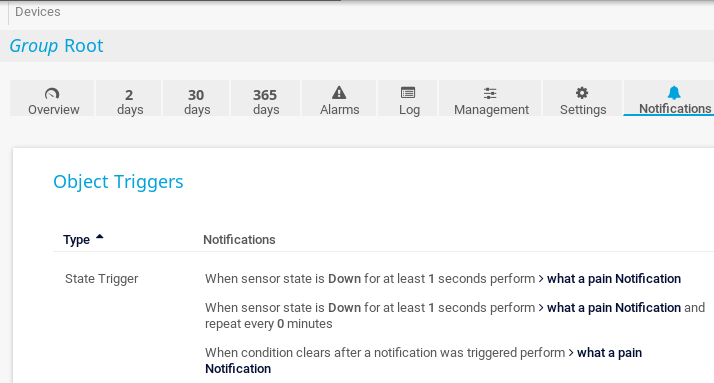 Devices
Group Root
Overview
2 days
30 days
365 days
Alarms
Log
Management
Settings
Notifications
Object Triggers
Type Notifications
State Trigger
When sensor state is Down for at least 1 seconds perform > what a pain Notification
When sensor state is Down for at least 1 seconds perform > what a pain Notification and
repeat every 0 minutes
When condition clears after a notification was triggered perform > what a pain
Notification